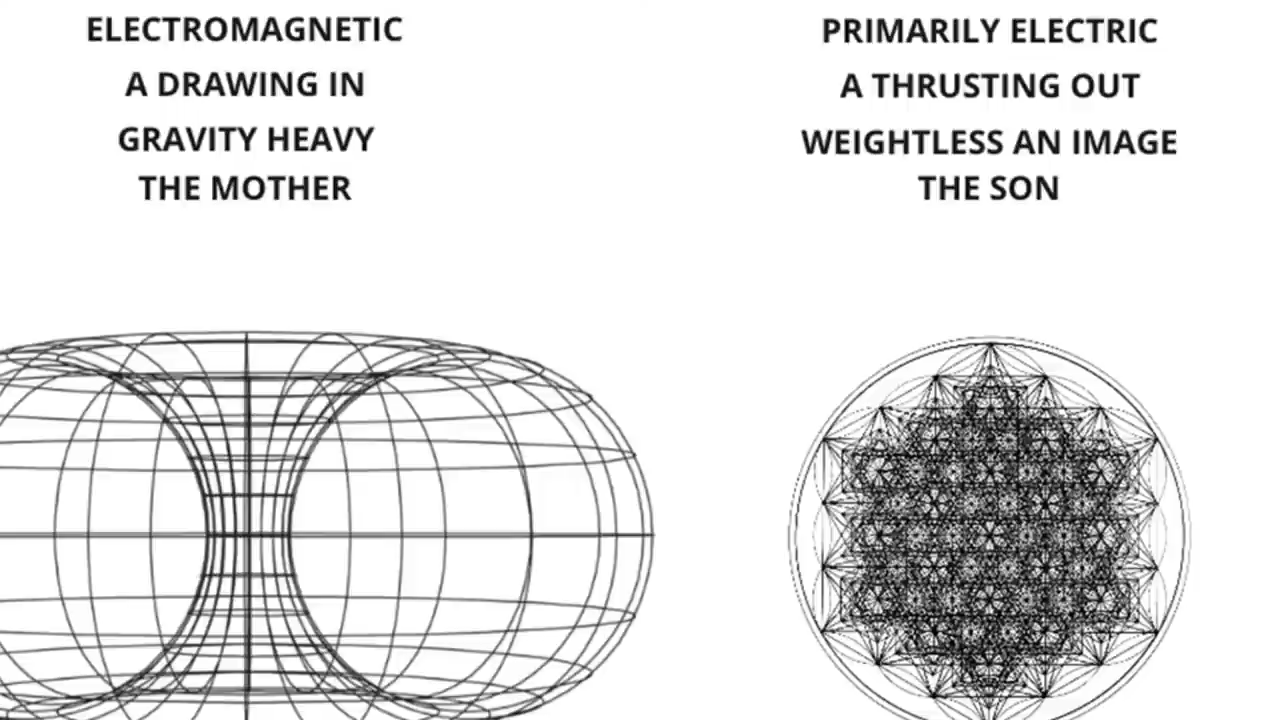 ELECTROMAGNETIC
A DRAWING IN
GRAVITY HEAVY
THE MOTHER
PRIMARILY ELECTRIC
A THRUSTING OUT
WEIGHTLESS AN IMAGE
THE SON